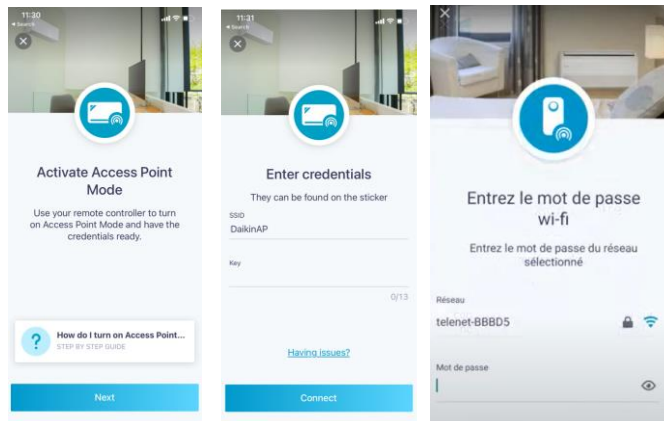 11:30
Search
Activate Access Point
Mode
Use your remote controller to turn
on Access Point Mode and have the
credentials ready.
?
How do I turn on Access Point...
STEP BY STEP GUIDE
Next
11:31
Search
Enter credentials
They can be found on the sticker
SSID
DaikinAP
Key
0/13
Having issues?
Connect
Entrez le mot de passe
wi-fi
Entrez le mot de passe du réseau
sélectionné
Réseau
telenet-BBBD5
Mot de passe